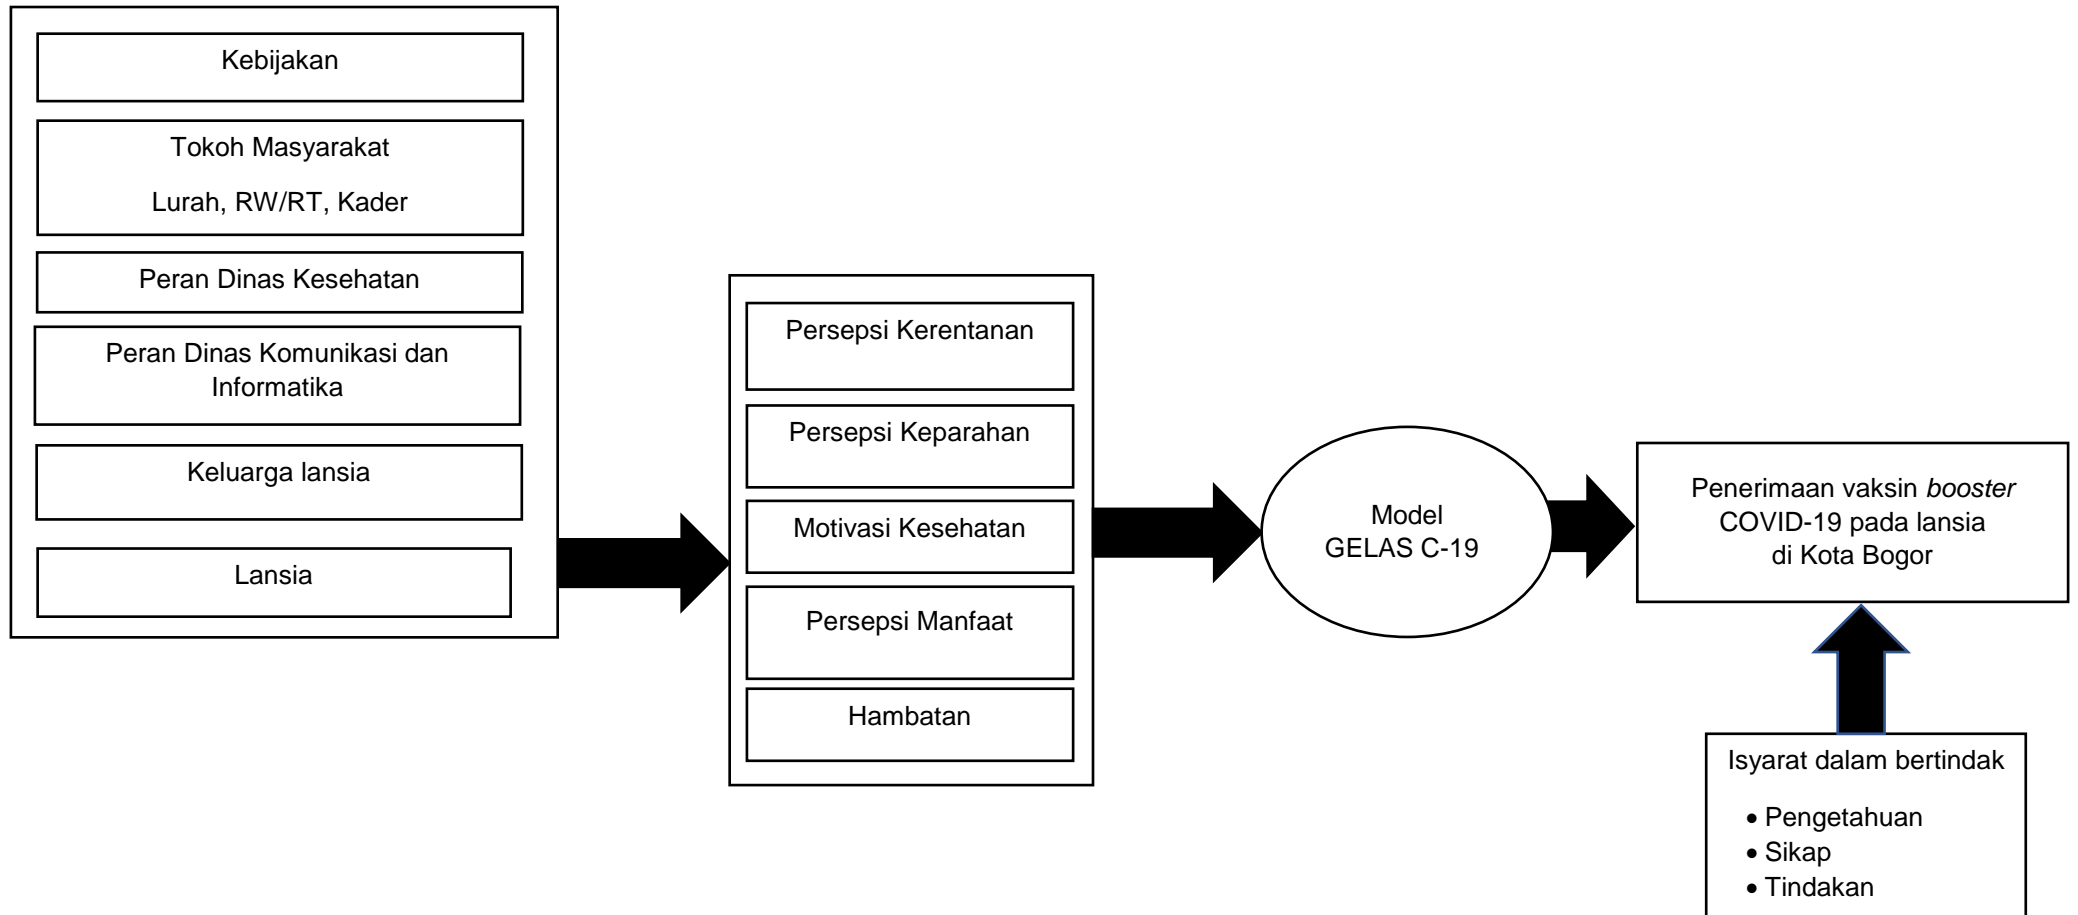 Kebijakan
Tokoh Masyarakat
Lurah, RW/RT, Kader
Peran Dinas Kesehatan
Peran Dinas Komunikasi dan
Informatika
Keluarga lansia
Lansia
Persepsi Kerentanan
Persepsi Keparahan
Motivasi Kesehatan
Persepsi Manfaat
Hambatan
Model
GELAS C-19
Penerimaan vaksin booster
COVID-19 pada lansia
di Kota Bogor
Isyarat dalam bertindak
• Pengetahuan
• Sikap
• Tindakan